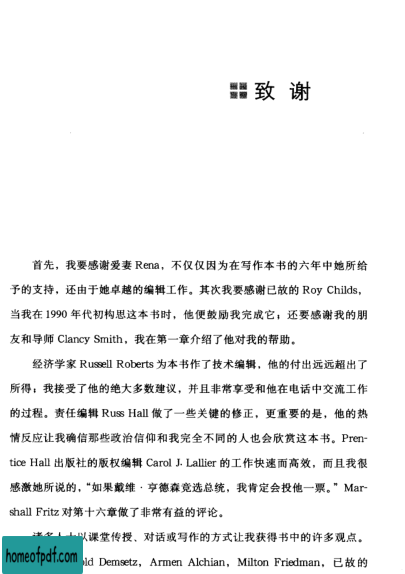 致 谢
首先，我要感谢爱妻 Rena，不仅仅因为在写作本书的六年中她所给
予的支持，还由于她卓越的编辑工作。其次我要感谢已故的 Roy Childs，
当我在 1990 年代初构思这本书时，他便鼓励我完成它；还要感谢我的朋
友和导师 Clancy Smith，我在第一章介绍了他对我的帮助。
经济学家 Russell Roberts 为本书作了技术编辑，他的付出远远超出了
所得；我接受了他的绝大多数建议，并且非常享受和他在电话中交流工作
的过程。责任编辑 Russ Hall 做了一些关键的修正，更重要的是，他的热
情反应让我确信那些政治信仰和我完全不同的人也会欣赏这本书。Pren-
tice Hall 出版社的版权编辑 Carol J. Lallier 的工作快速而高效，而且我很
感激她所说的，“如果戴维·亨德森竞选总统，我肯定会投他一票。”Mar-
shall Fritz 对第十六章做了非常有益的评论。
诸多人士以课堂传授、对话或写作的方式让我获得书中的许多观点。
old Demsetz，Armen Alchian，Milton Friedman，已故的
homeofpdf.com